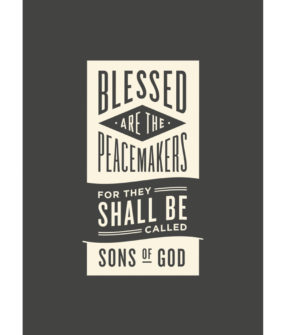 BLESSED
ARE THE
PEACEMAKERS
FOR THEY
SHALL BE
CALLED
SONS OF GOD